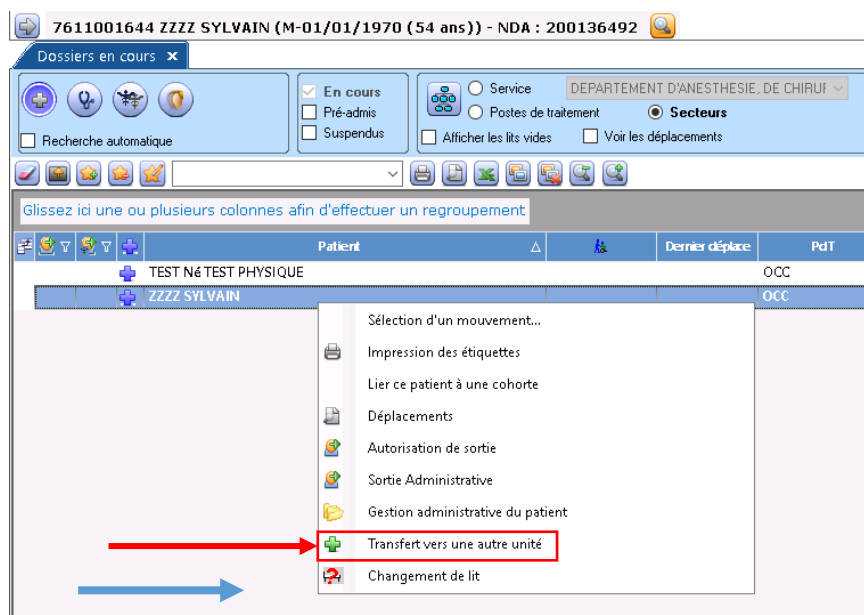 7611001644 ZZZZ SYLVAIN (M-01/01/1970 (54 ans)) - NDA : 200136492
Dossiers en cours x
En cours
Pré-admis
Suspendus
Service
DEPARTEMENT D'ANESTHESIE, DE CHIRUF
Postes de traitement
Secteurs
Recherche automatique
Afficher les lits vides
Voir les déplacements
Glissez ici une ou plusieurs colonnes afin d'effectuer un regroupement
Patient
Dernier déplace
PdT
TEST Né TEST PHYSIQUE
OCC
ZZZZ SYLVAIN
OCC
Sélection d'un mouvement...
Impression des étiquettes
Lier ce patient à une cohorte
Déplacements
Autorisation de sortie
Sortie Administrative
Gestion administrative du patient
Transfert vers une autre unité
Changement de lit